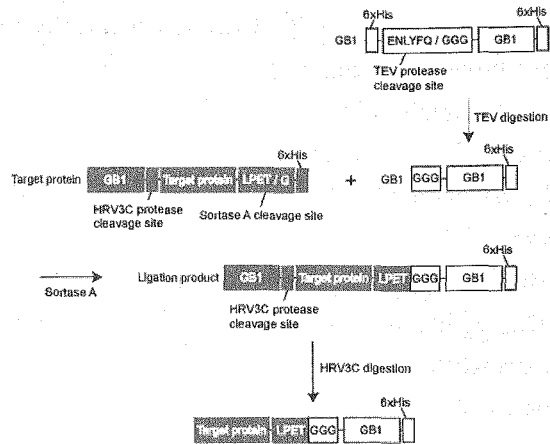 6xHis
6xHis
GB1
ENLYFQ / GGG
GB1
TEV protease
cleavage site
TEV digestion
6xHis
6xHis
Target protein
GB1
Target protein
LPET / G
+
GB1
GGG
GB1
HRV3C protease
cleavage site
Sortase A cleavage site
6xHis
Sortase A
Ligation product
GB1
Target protein
LPET
GGG
GB1
HRV3C protease
cleavage site
HRV3C digestion
6xHis
Target protein
LPET
GGG
GB1